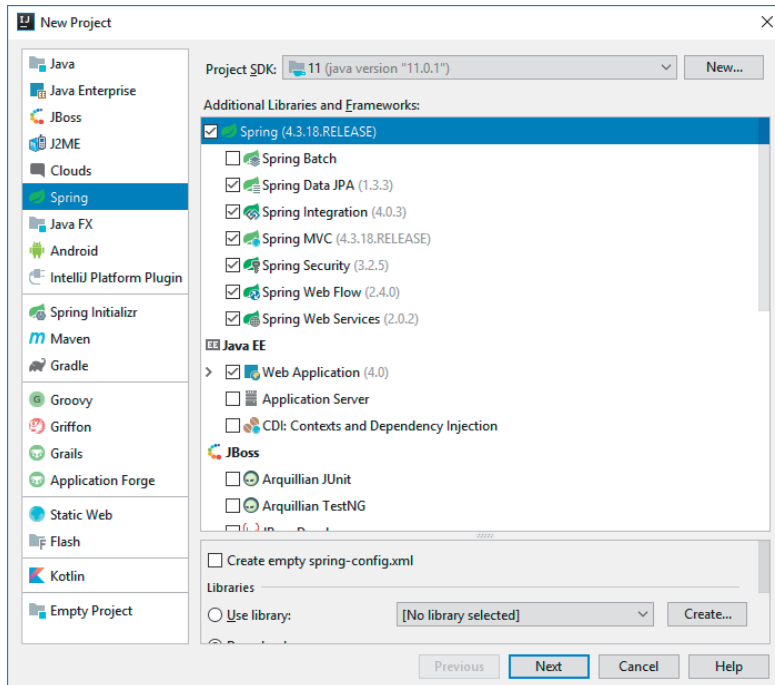 New Project
Java
Java Enterprise
JBoss
J2ME
Clouds
Spring
Java FX
Android
IntelliJ Platform Plugin
Spring Initializr
Maven
Gradle
Groovy
Griffon
Grails
Application Forge
Static Web
Flash
Kotlin
Empty Project
Project SDK: 11 (java version "11.0.1") New...
Additional Libraries and Frameworks:
Spring (4.3.18.RELEASE)
Spring Batch
Spring Data JPA (1.3.3)
Spring Integration (4.0.3)
Spring MVC (4.3.18.RELEASE)
Spring Security (3.2.5)
Spring Web Flow (2.4.0)
Spring Web Services (2.0.2)
Java EE
Web Application (4.0)
Application Server
CDI: Contexts and Dependency Injection
JBoss
Arquillian JUnit
Arquillian TestNG
Create empty spring-config.xml
Libraries
Use library: [No library selected] Create...
Previous Next Cancel Help